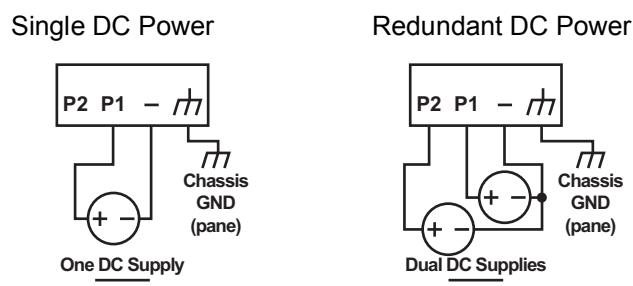 Single DC Power
P2 P1 –
Chassis
GND
(pane)
+ –
One DC Supply
Redundant DC Power
P2 P1 –
Chassis
GND
(pane)
+ –
+ –
Dual DC Supplies